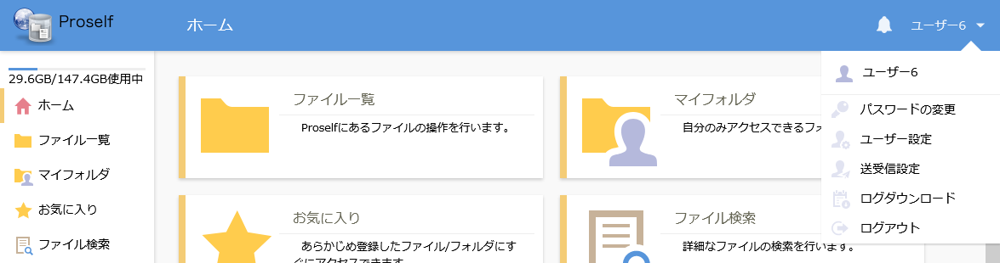 Proself
ホーム
ユーザー6
29.6GB/147.4GB使用中
ホーム
ファイル一覧
マイフォルダ
お気に入り
ファイル検索
ファイル一覧
Proselfにあるファイルの操作を行います。
マイフォルダ
自分のみアクセスできるフォ
お気に入り
あらかじめ登録したファイル/フォルダにす
ぐにアクセスできます。
ファイル検索
詳細なファイルの検索を行います。
ユーザー6
パスワードの変更
ユーザー設定
送受信設定
ログダウンロード
ログアウト